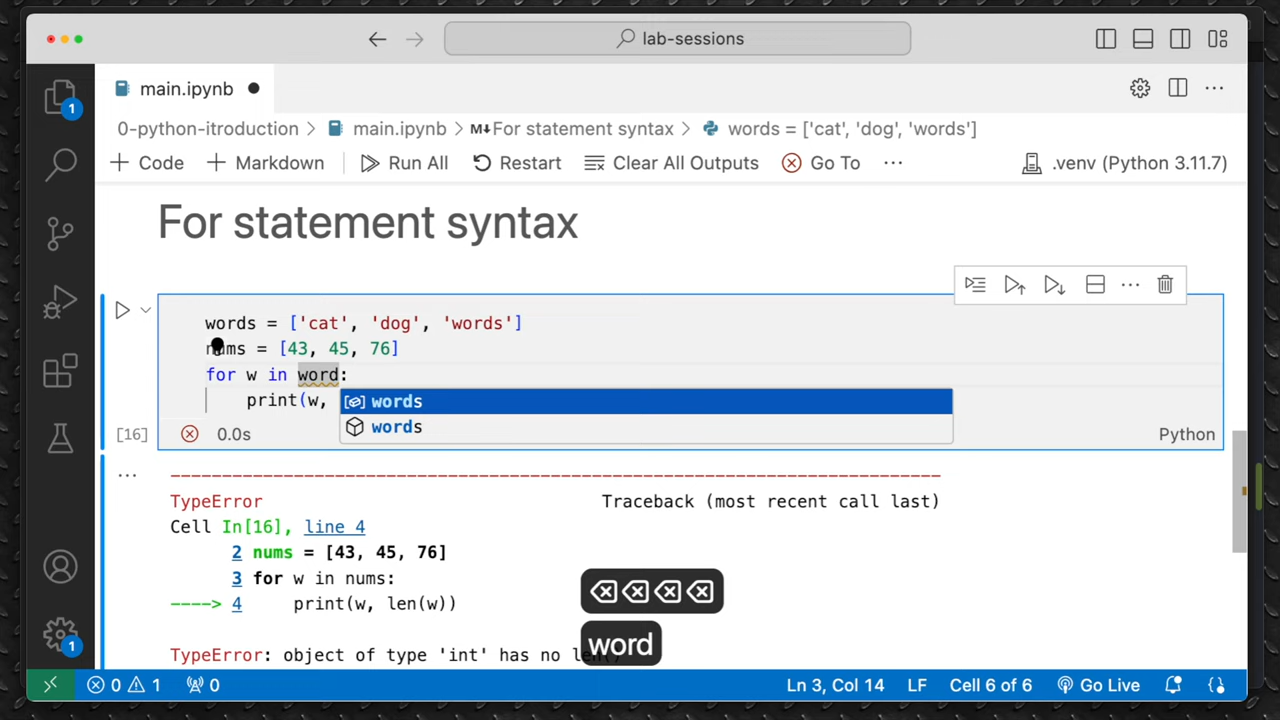 lab-sessions
main.ipynb
0-python-itroduction > main.ipynb > M↓For statement syntax > words = ['cat', 'dog', 'words']
+ Code + Markdown Run All Restart Clear All Outputs Go To ... .venv (Python 3.11.7)
For statement syntax
words = ['cat', 'dog', 'words']
nums = [43, 45, 76]
for w in word:
print(w,
words
words
[16] 0.0s Python
TypeError Traceback (most recent call last)
Cell In[16], line 4
2 nums = [43, 45, 76]
3 for w in nums:
----> 4 print(w, len(w))
TypeError: object of type 'int' has no len()
word
1
1
0 1 0 Ln 3, Col 14 LF Cell 6 of 6 Go Live